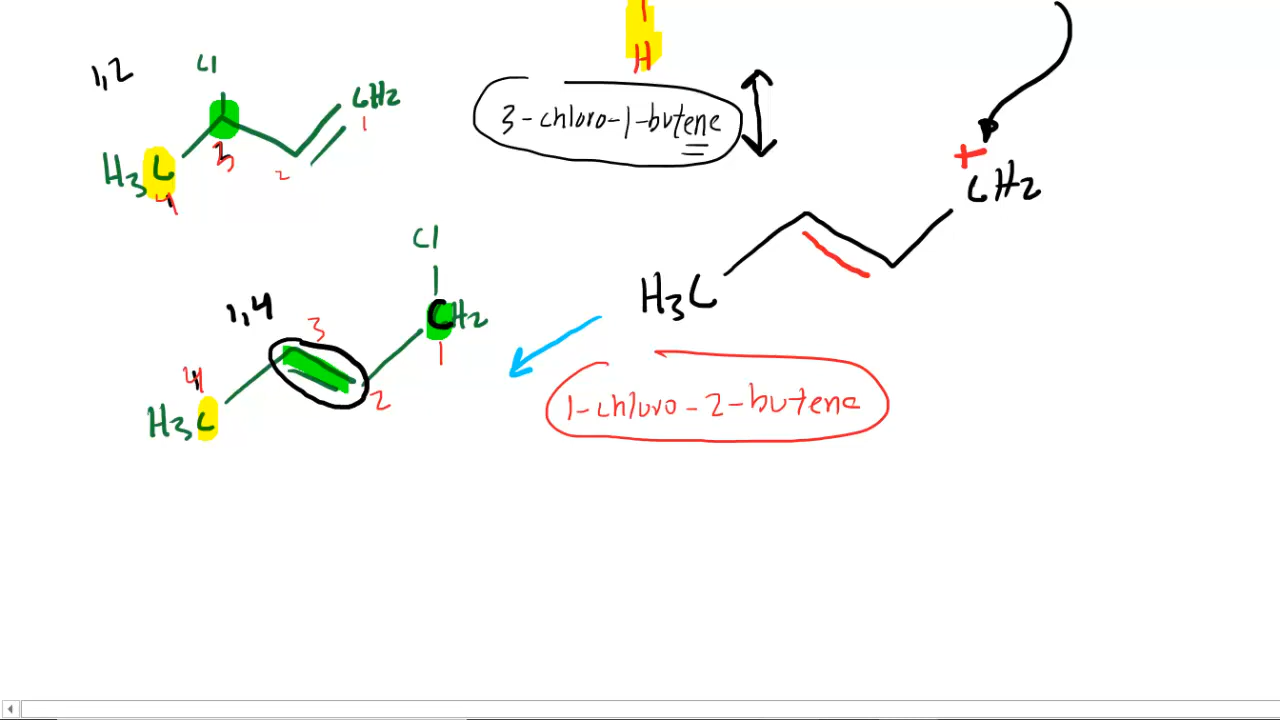 H
1,2
Cl
CH2
1
3-chloro-1-butene
3
2
H3C
4
+
CH2
Cl
H3C
1,4
3
CH2
1
4
2
H3C
1-chloro-2-butene